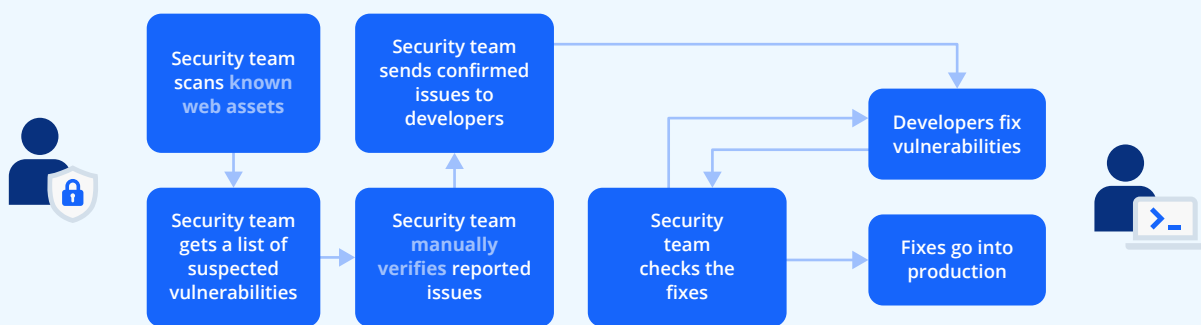 Security team
scans known
web assets
Security team
gets a list of
suspected
vulnerabilities
Security team
manually
verifies reported
issues
Security team
sends confirmed
issues to
developers
Developers fix
vulnerabilities
Security
team
checks the
fixes
Fixes go into
production